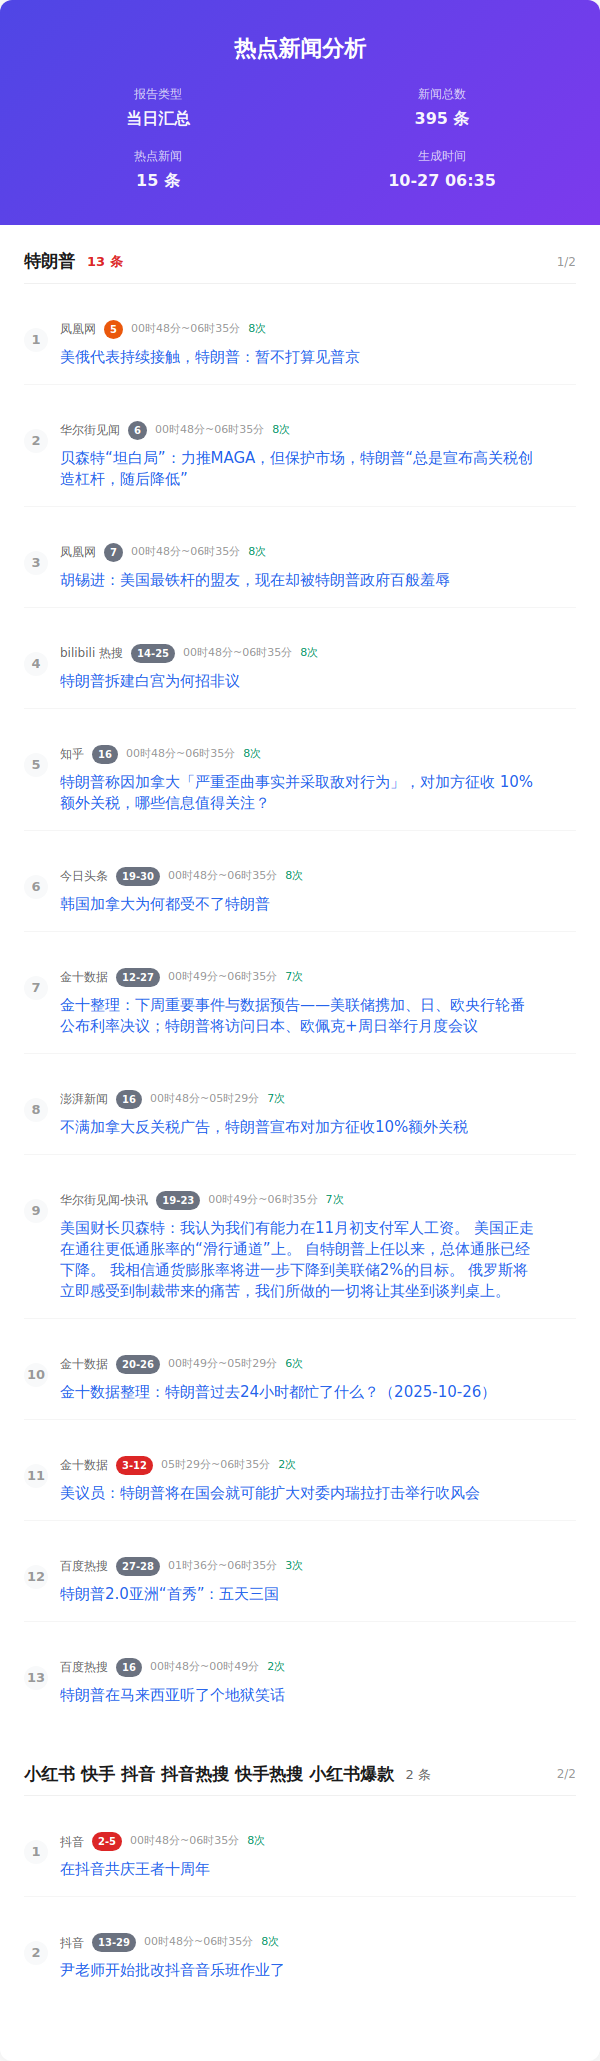 热点新闻分析
报告类型
当日汇总
新闻总数
395 条
热点新闻
15 条
生成时间
10-27 06:35
特朗普 13 条 1/2
1
凤凰网 5 00时48分~06时35分 8次
美俄代表持续接触，特朗普：暂不打算见普京
2
华尔街见闻 6 00时48分~06时35分 8次
贝森特“坦白局”：力推MAGA，但保护市场，特朗普“总是宣布高关税创
造杠杆，随后降低”
3
凤凰网 7 00时48分~06时35分 8次
胡锡进：美国最铁杆的盟友，现在却被特朗普政府百般羞辱
4
bilibili 热搜 14-25 00时48分~06时35分 8次
特朗普拆建白宫为何招非议
5
知乎 16 00时48分~06时35分 8次
特朗普称因加拿大「严重歪曲事实并采取敌对行为」，对加方征收 10%
额外关税，哪些信息值得关注？
6
今日头条 19-30 00时48分~06时35分 8次
韩国加拿大为何都受不了特朗普
7
金十数据 12-27 00时49分~06时35分 7次
金十整理：下周重要事件与数据预告——美联储携加、日、欧央行轮番
公布利率决议；特朗普将访问日本、欧佩克+周日举行月度会议
8
澎湃新闻 16 00时48分~05时29分 7次
不满加拿大反关税广告，特朗普宣布对加方征收10%额外关税
9
华尔街见闻-快讯 19-23 00时49分~06时35分 7次
美国财长贝森特：我认为我们有能力在11月初支付军人工资。 美国正走
在通往更低通胀率的“滑行通道”上。 自特朗普上任以来，总体通胀已经
下降。 我相信通货膨胀率将进一步下降到美联储2%的目标。 俄罗斯将
立即感受到制裁带来的痛苦，我们所做的一切将让其坐到谈判桌上。
10
金十数据 20-26 00时49分~05时29分 6次
金十数据整理：特朗普过去24小时都忙了什么？（2025-10-26）
11
金十数据 3-12 05时29分~06时35分 2次
美议员：特朗普将在国会就可能扩大对委内瑞拉打击举行吹风会
12
百度热搜 27-28 01时36分~06时35分 3次
特朗普2.0亚洲“首秀”：五天三国
13
百度热搜 16 00时48分~00时49分 2次
特朗普在马来西亚听了个地狱笑话
小红书 快手 抖音 抖音热搜 快手热搜 小红书爆款 2 条 2/2
1
抖音 2-5 00时48分~06时35分 8次
在抖音共庆王者十周年
2
抖音 13-29 00时48分~06时35分 8次
尹老师开始批改抖音音乐班作业了